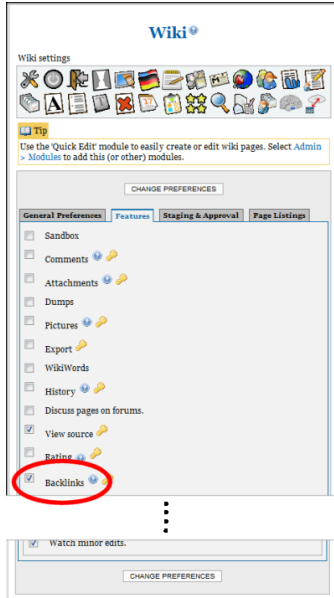 Wiki
Wiki settings
Tip
Use the 'Quick Edit' module to easily create or edit wiki pages. Select Admin
> Modules to add this (or other) modules.
CHANGE PREFERENCES
General Preferences Features Staging & Approval Page Listings
Sandbox
Comments
Attachments
Dumps
Pictures
Export
WikiWords
History
Discuss pages on forums.
View source
Rating
Backlinks
Watch minor edits.
CHANGE PREFERENCES